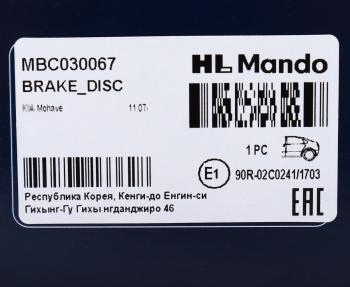 MBC030067
HL Mando
BRAKE_DISC
KIA Mohave 11.07-
1 PC
E1 90R-02C0241/1703
Республика Корея, Кенги-до Енгин-си
Гихынг-Гу Гихы нгданджиро 46
EAC